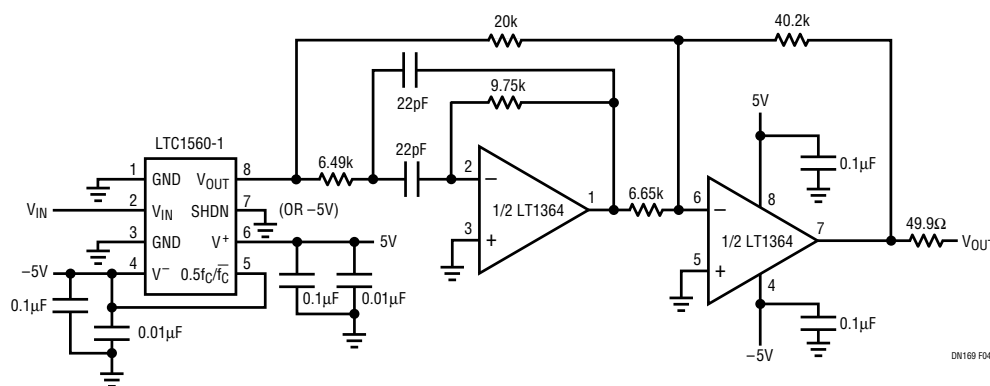 20k
40.2k
22pF
9.75k
5V
LTC1560-1
0.1µF
22pF
1 GND VOUT 8
6.49k
2
1
6.65k
6
8
7
49.9Ω
VIN
2 VIN SHDN 7
(OR –5V)
1/2 LT1364
1/2 LT1364
VOUT
3 GND V+ 6
5V
3
5
–5V
4 V– 0.5fC/f̅C̅ 5
4
0.1µF
0.01µF
0.1µF
0.01µF
0.1µF
–5V
DN169 F04